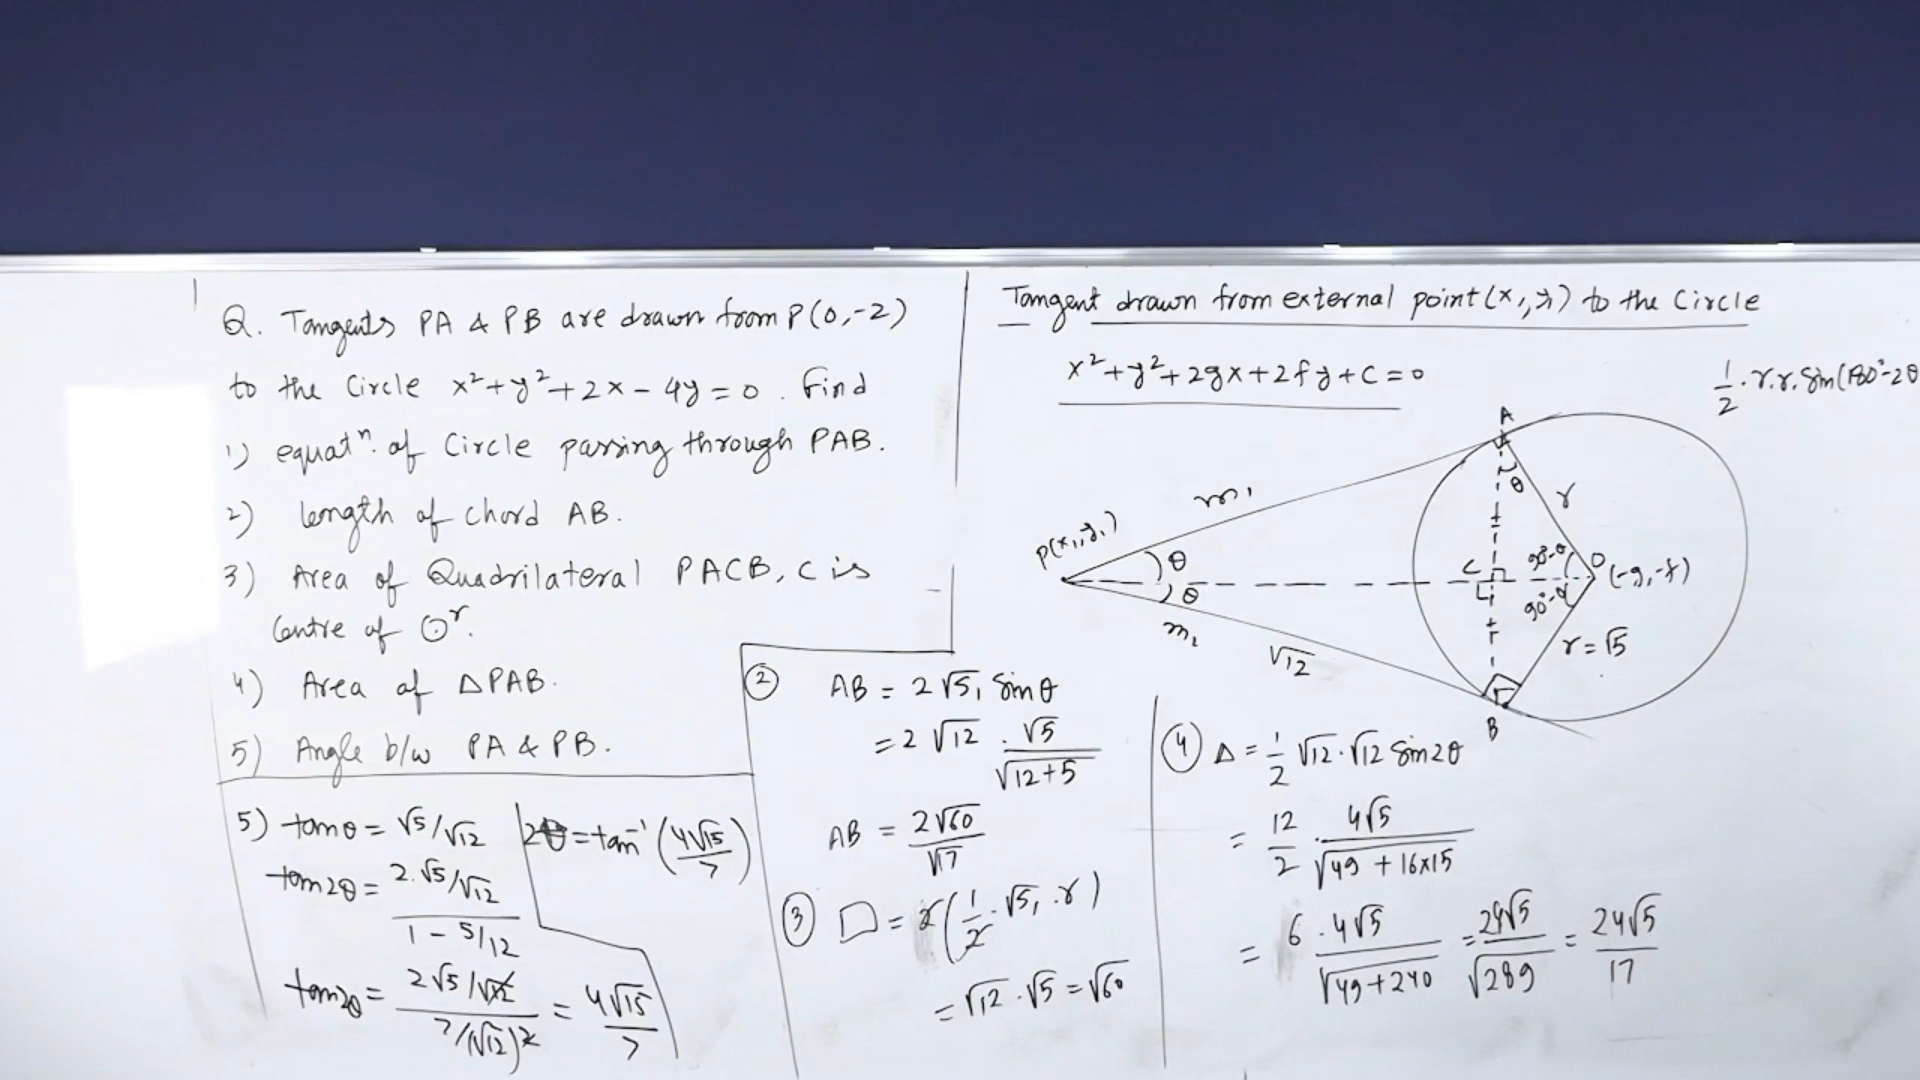 Q. Tangents PA & PB are drawn from P(0,-2)
to the Circle x²+y²+2x-4y=0. Find
1) equatⁿ. of Circle passing through PAB.
2) length of chord AB.
3) Area of Quadrilateral PACB, C is
Centre of ⊙ʳ.
4) Area of ΔPAB.
5) Angle b/w PA & PB.
5) tanθ = √5/√12
tan2θ = 2.√5/√12 / 1 - 5/12
tan2θ = 2√5/√12 / 7/(√12)² = 4√15/7
2θ = tan⁻¹(4√15/7)
② AB = 2√S₁ Sinθ
= 2√12 . √5/√12+5
AB = 2√60/√17
③ □ = 2(1/2 . √S₁ . r)
= √12 . √5 = √60
Tangent drawn from external point (x₁,y₁) to the Circle
x²+y²+2gx+2fy+c=0
1/2 . r.r. Sin(180°-2θ
A
θ
r
m₁
P(x₁,y₁)
θ
θ
C
90°-θ
O
(-g,-f)
90°-θ
m₂
√12
r=√5
B
④ Δ = 1/2 √12 . √12 Sin2θ
= 12/2 . 4√5/√49+16x15
= 6 . 4√5/√49+240 = 24√5/√289 = 24√5/17